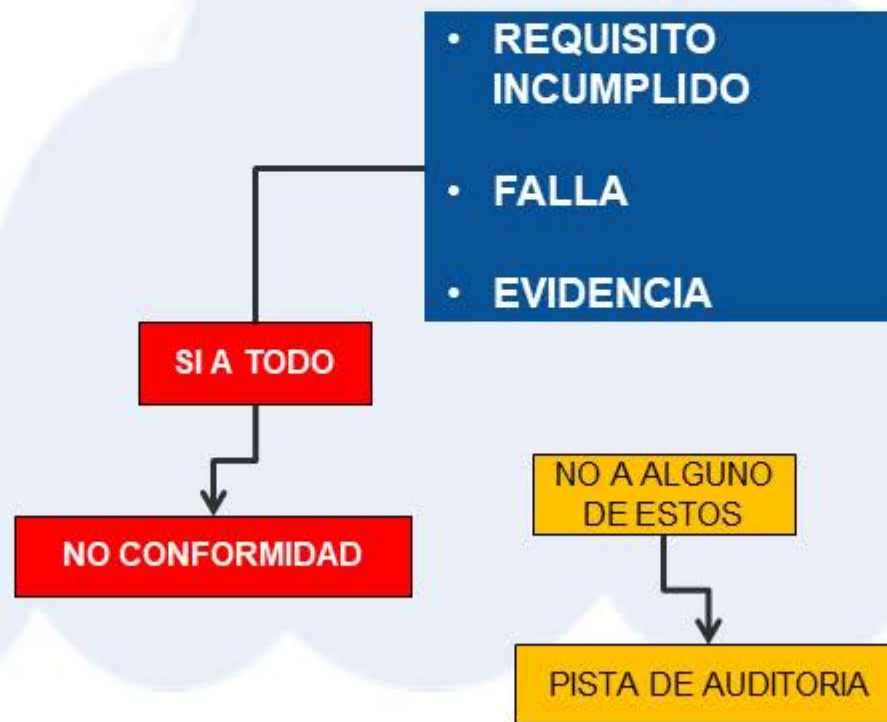 • REQUISITO
INCUMPLIDO
• FALLA
• EVIDENCIA
SI A TODO
NO A ALGUNO
DE ESTOS
NO CONFORMIDAD
PISTA DE AUDITORIA